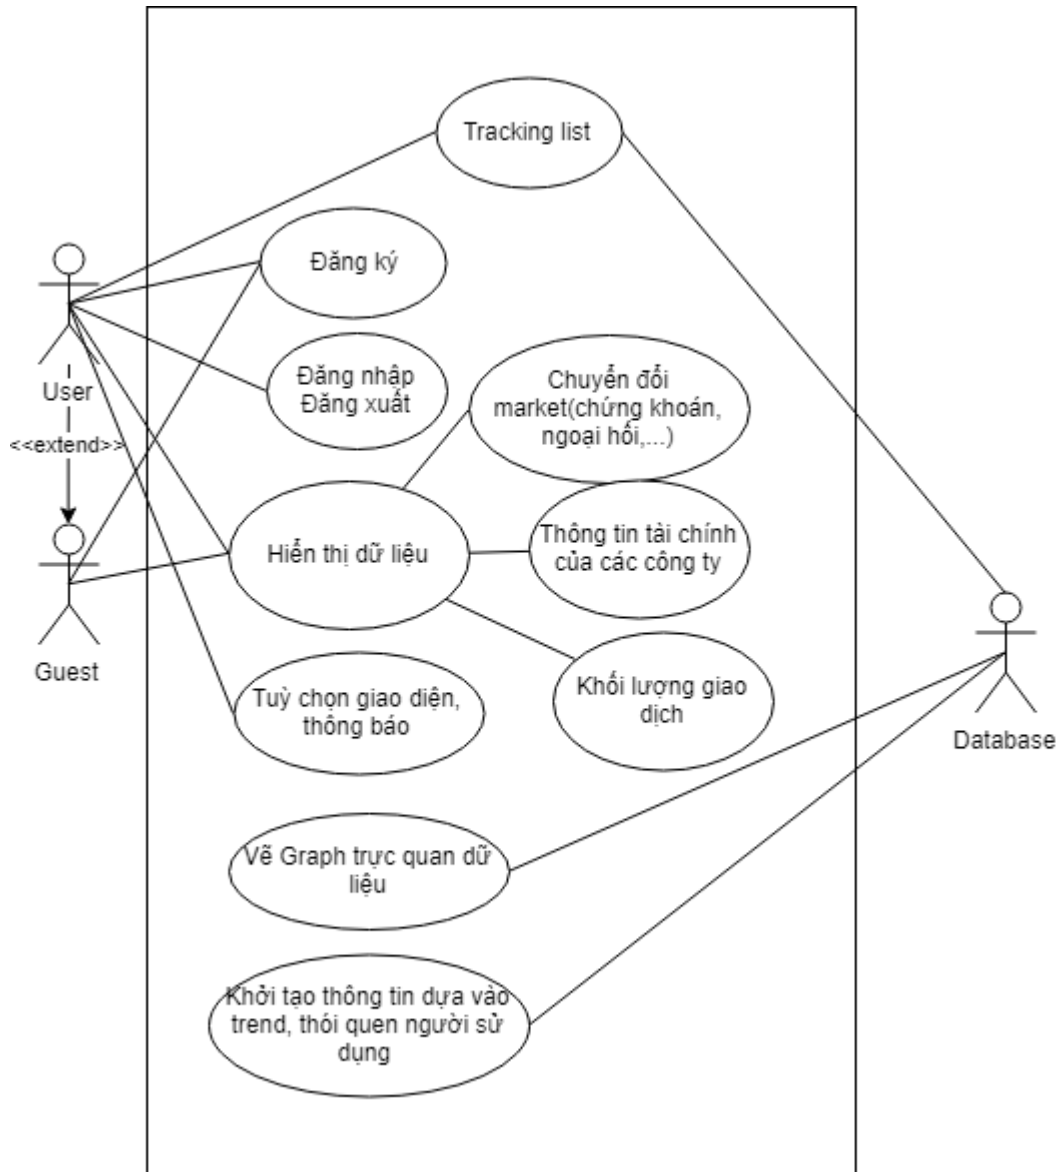 Tracking list
Đăng ký
User
Đăng nhập
Đăng xuất
Chuyển đổi
market(chứng khoán,
ngoại hối,...)
<<extend>>
Hiển thị dữ liệu
Thông tin tài chính
của các công ty
Guest
Tuỳ chọn giao diện,
thông báo
Khối lượng giao
dịch
Database
Vẽ Graph trực quan dữ
liệu
Khởi tạo thông tin dựa vào
trend, thói quen người sử
dụng